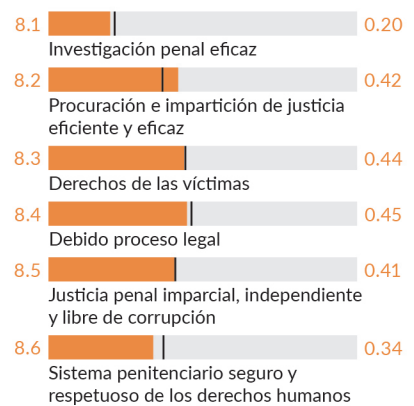 8.1 0.20
Investigación penal eficaz
8.2 0.42
Procuración e impartición de justicia
eficiente y eficaz
8.3 0.44
Derechos de las víctimas
8.4 0.45
Debido proceso legal
8.5 0.41
Justicia penal imparcial, independiente
y libre de corrupción
8.6 0.34
Sistema penitenciario seguro y
respetuoso de los derechos humanos